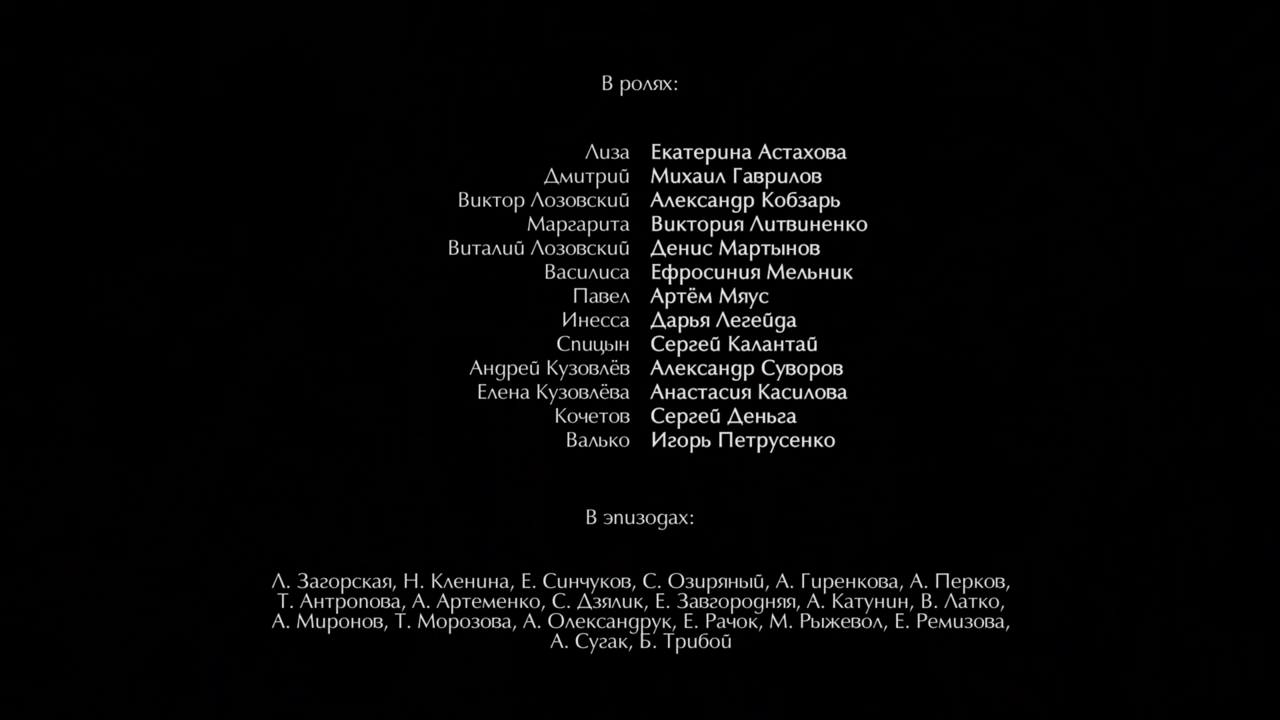 В ролях:
Лиза Екатерина Астахова
Дмитрий Михаил Гаврилов
Виктор Лозовский Александр Кобзарь
Маргарита Виктория Литвиненко
Виталий Лозовский Денис Мартынов
Василиса Ефросиния Мельник
Павел Артём Мяус
Инесса Дарья Легейда
Спицын Сергей Калантай
Андрей Кузовлёв Александр Суворов
Елена Кузовлёва Анастасия Касилова
Кочетов Сергей Деньга
Валько Игорь Петрусенко
В эпизодах:
Л. Загорская, Н. Кленина, Е. Синчуков, С. Озиряный, А. Гиренкова, А. Перков,
Т. Антропова, А. Артеменко, С. Дзялик, Е. Завгородняя, А. Катунин, В. Латко,
А. Миронов, Т. Морозова, А. Олександрук, Е. Рачок, М. Рыжевол, Е. Ремизова,
А. Сугак, Б. Трибой